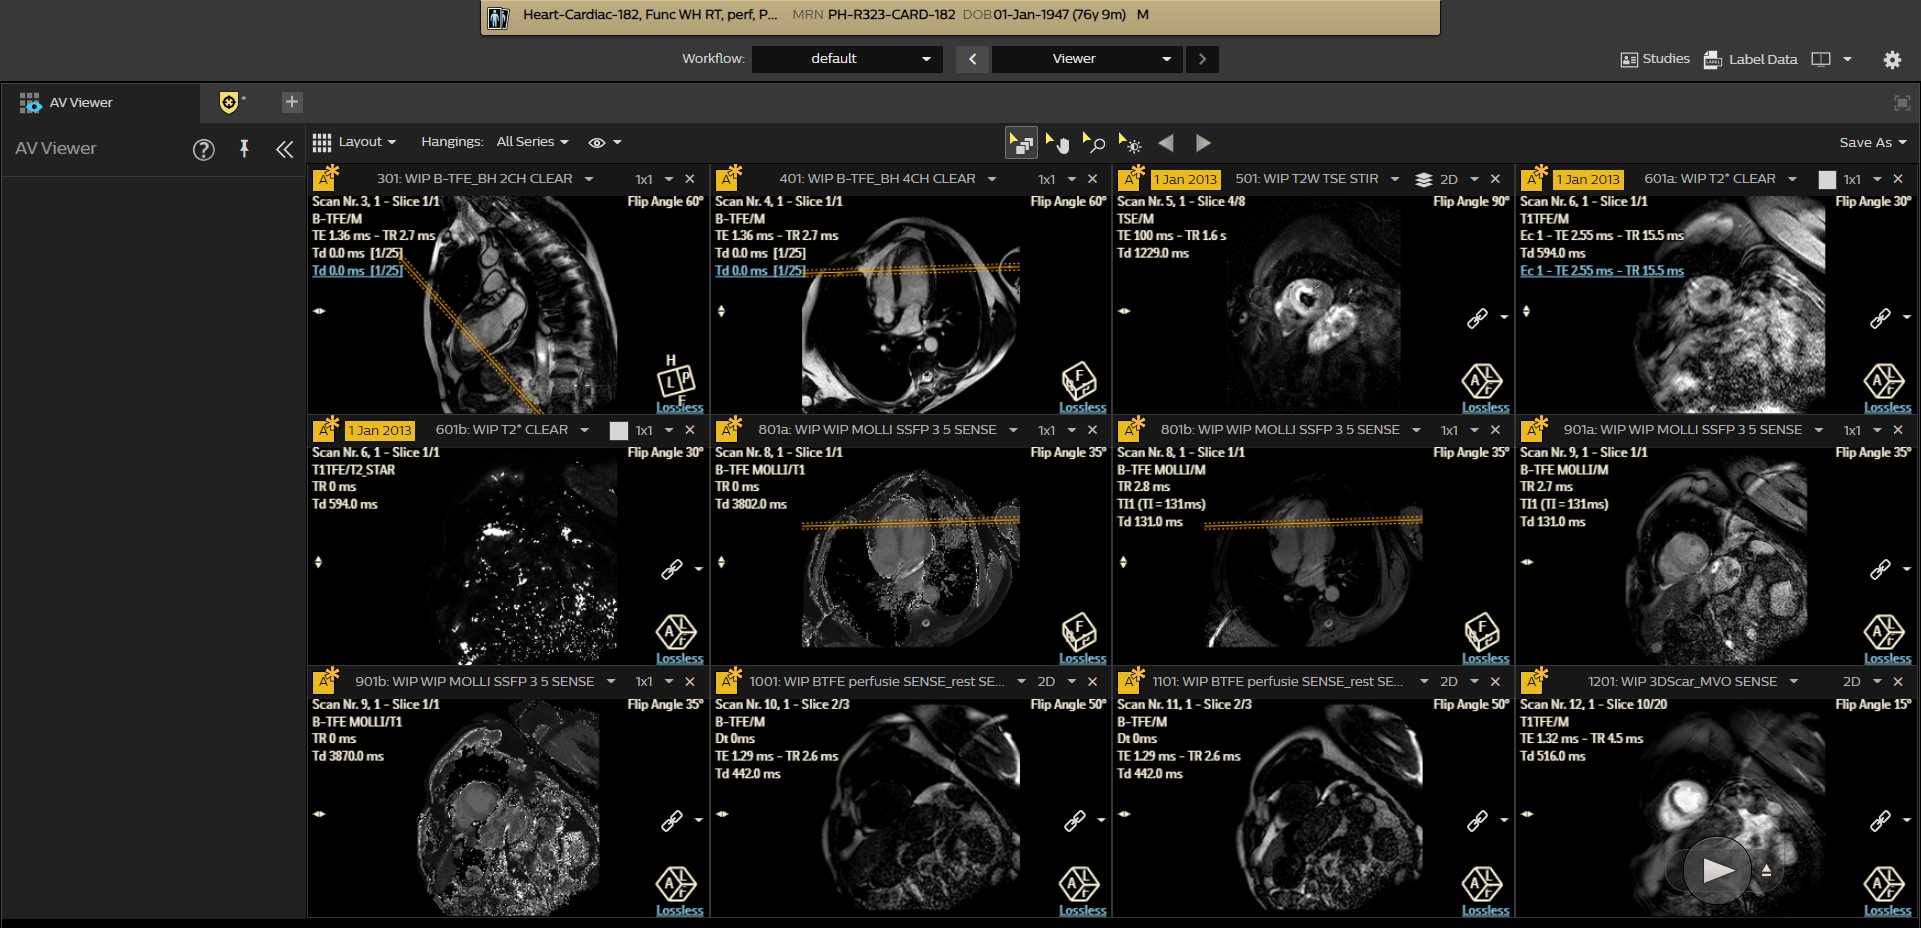 Heart-Cardiac-182, Func WH RT, perf, P... MRN PH-R323-CARD-182 DOB 01-Jan-1947 (76y 9m) M
Workflow: default Viewer Studies Label Data
AV Viewer
AV Viewer Layout Hangings: All Series Save As
301: WIP B-TFE_BH 2CH CLEAR 1x1
Scan Nr. 3, 1 - Slice 1/1 Flip Angle 60°
B-TFE/M
TE 1.36 ms - TR 2.7 ms
Td 0.0 ms [1/25]
Td 0.0 ms [1/25]
H
L P
F
Lossless
401: WIP B-TFE_BH 4CH CLEAR 1x1
Scan Nr. 4, 1 - Slice 1/1 Flip Angle 60°
B-TFE/M
TE 1.36 ms - TR 2.7 ms
Td 0.0 ms [1/25]
Td 0.0 ms [1/25]
F
Lossless
1 Jan 2013 501: WIP T2W TSE STIR 2D
Scan Nr. 5, 1 - Slice 4/8 Flip Angle 90°
TSE/M
TE 100 ms - TR 1.6 s
Td 1229.0 ms
A L F
Lossless
1 Jan 2013 601a: WIP T2* CLEAR 1x1
Scan Nr. 6, 1 - Slice 1/1 Flip Angle 30°
T1TFE/M
Ec 1 - TE 2.55 ms - TR 15.5 ms
Td 594.0 ms
Ec 1 - TE 2.55 ms - TR 15.5 ms
A L F
Lossless
1 Jan 2013 601b: WIP T2* CLEAR 1x1
Scan Nr. 6, 1 - Slice 1/1 Flip Angle 30°
T1TFE/T2_STAR
TR 0 ms
Td 594.0 ms
A L F
Lossless
801a: WIP WIP MOLLI SSFP 3 5 SENSE 1x1
Scan Nr. 8, 1 - Slice 1/1 Flip Angle 35°
B-TFE MOLLI/T1
TR 0 ms
Td 3802.0 ms
F
Lossless
801b: WIP WIP MOLLI SSFP 3 5 SENSE 1x1
Scan Nr. 8, 1 - Slice 1/1 Flip Angle 35°
B-TFE MOLLI/M
TR 2.8 ms
TI1 (TI = 131ms)
Td 131.0 ms
F
Lossless
901a: WIP WIP MOLLI SSFP 3 5 SENSE 1x1
Scan Nr. 9, 1 - Slice 1/1 Flip Angle 35°
B-TFE MOLLI/M
TR 2.7 ms
TI1 (TI = 131ms)
Td 131.0 ms
A L F
Lossless
901b: WIP WIP MOLLI SSFP 3 5 SENSE 1x1
Scan Nr. 9, 1 - Slice 1/1 Flip Angle 35°
B-TFE MOLLI/T1
TR 0 ms
Td 3870.0 ms
A L F
Lossless
1001: WIP BTFE perfusie SENSE_rest SE... 2D
Scan Nr. 10, 1 - Slice 2/3 Flip Angle 50°
B-TFE/M
Dt 0ms
TE 1.29 ms - TR 2.6 ms
Td 442.0 ms
A L F
Lossless
1101: WIP BTFE perfusie SENSE_rest SE... 2D
Scan Nr. 11, 1 - Slice 2/3 Flip Angle 50°
B-TFE/M
Dt 0ms
TE 1.29 ms - TR 2.6 ms
Td 442.0 ms
A L F
Lossless
1201: WIP 3DScar_MVO SENSE 2D
Scan Nr. 12, 1 - Slice 10/20 Flip Angle 15°
T1TFE/M
TE 1.32 ms - TR 4.5 ms
Td 516.0 ms
A L F
Lossless